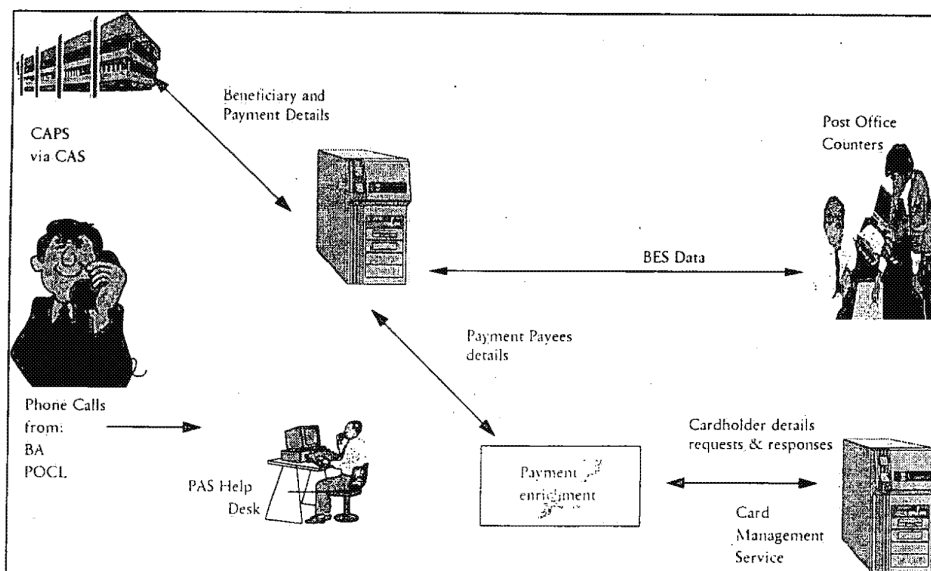 Beneficiary and
Payment Details
CAPS
via CAS
Post Office
Counters
BES Data
Payment Payees
details
Phone Calls
from:
BA
POCL
PAS Help
Desk
Payment
enrichment
Cardholder details
requests & responses
Card
Management
Service